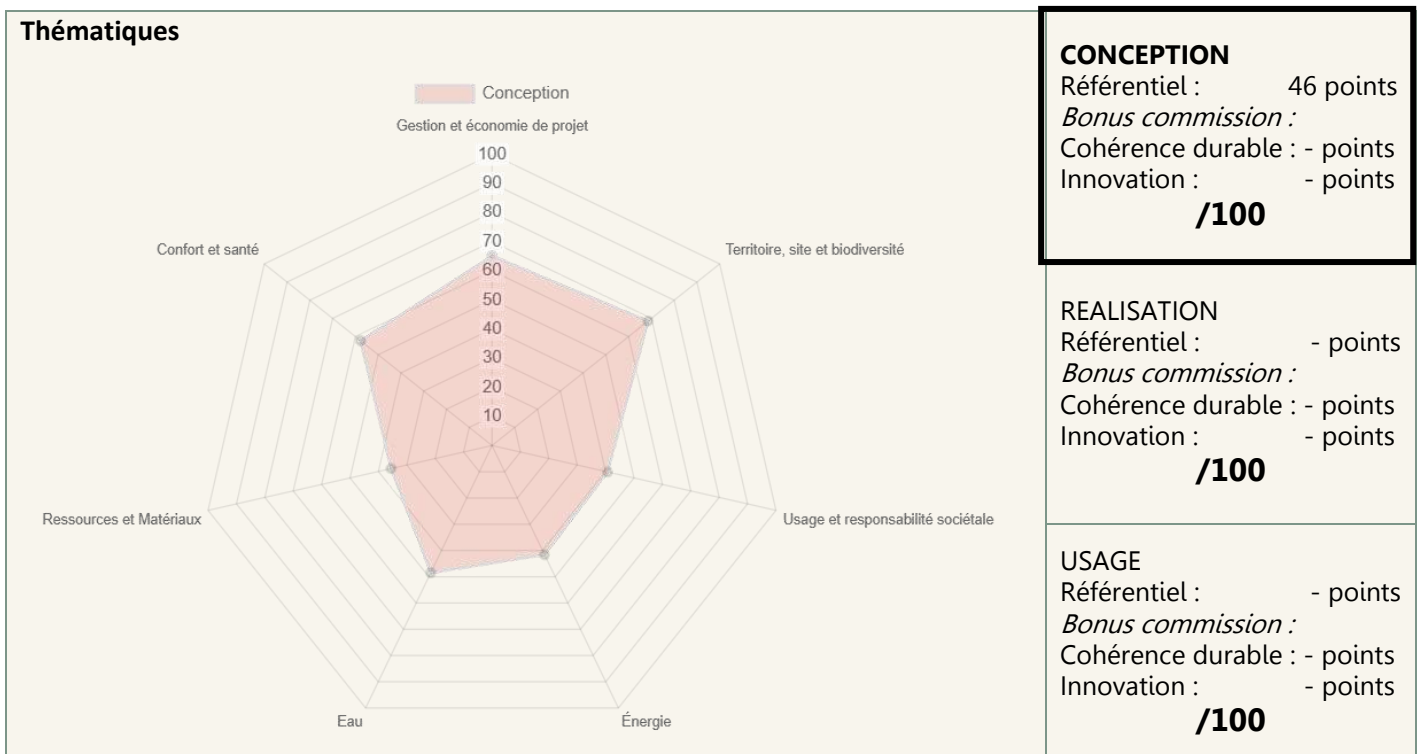 Thématiques
Conception
Gestion et économie de projet
100
90
80
70
60
50
40
30
20
10
Confort et santé
Territoire, site et biodiversité
Ressources et Matériaux
Usage et responsabilité sociétale
Eau
Énergie
CONCEPTION
Référentiel : 46 points
Bonus commission :
Cohérence durable : - points
Innovation : - points
/100
REALISATION
Référentiel : - points
Bonus commission :
Cohérence durable : - points
Innovation : - points
/100
USAGE
Référentiel : - points
Bonus commission :
Cohérence durable : - points
Innovation : - points
/100